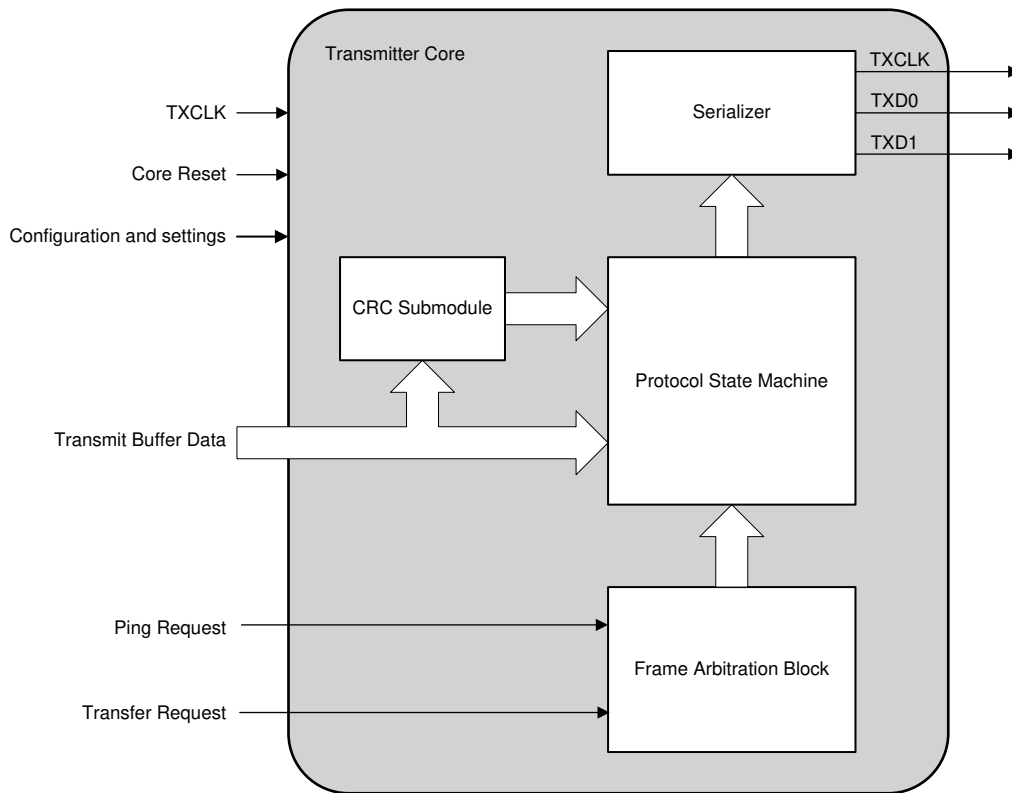 Transmitter Core
TXCLK
Serializer
TXD0
TXD1
TXCLK
Core Reset
Configuration and settings
CRC Submodule
Protocol State Machine
Transmit Buffer Data
Ping Request
Frame Arbitration Block
Transfer Request